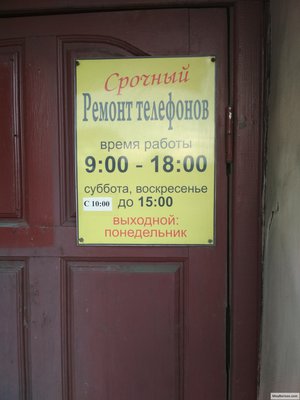 Срочный
Ремонт телефонов
время работы
9:00 - 18:00
суббота, воскресенье
с 10:00 до 15:00
выходной:
понедельник